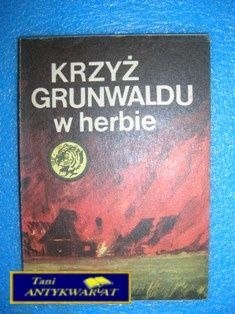 KRZYŻ
GRUNWALDU
w herbie
Tani
ANTYKWARIAT